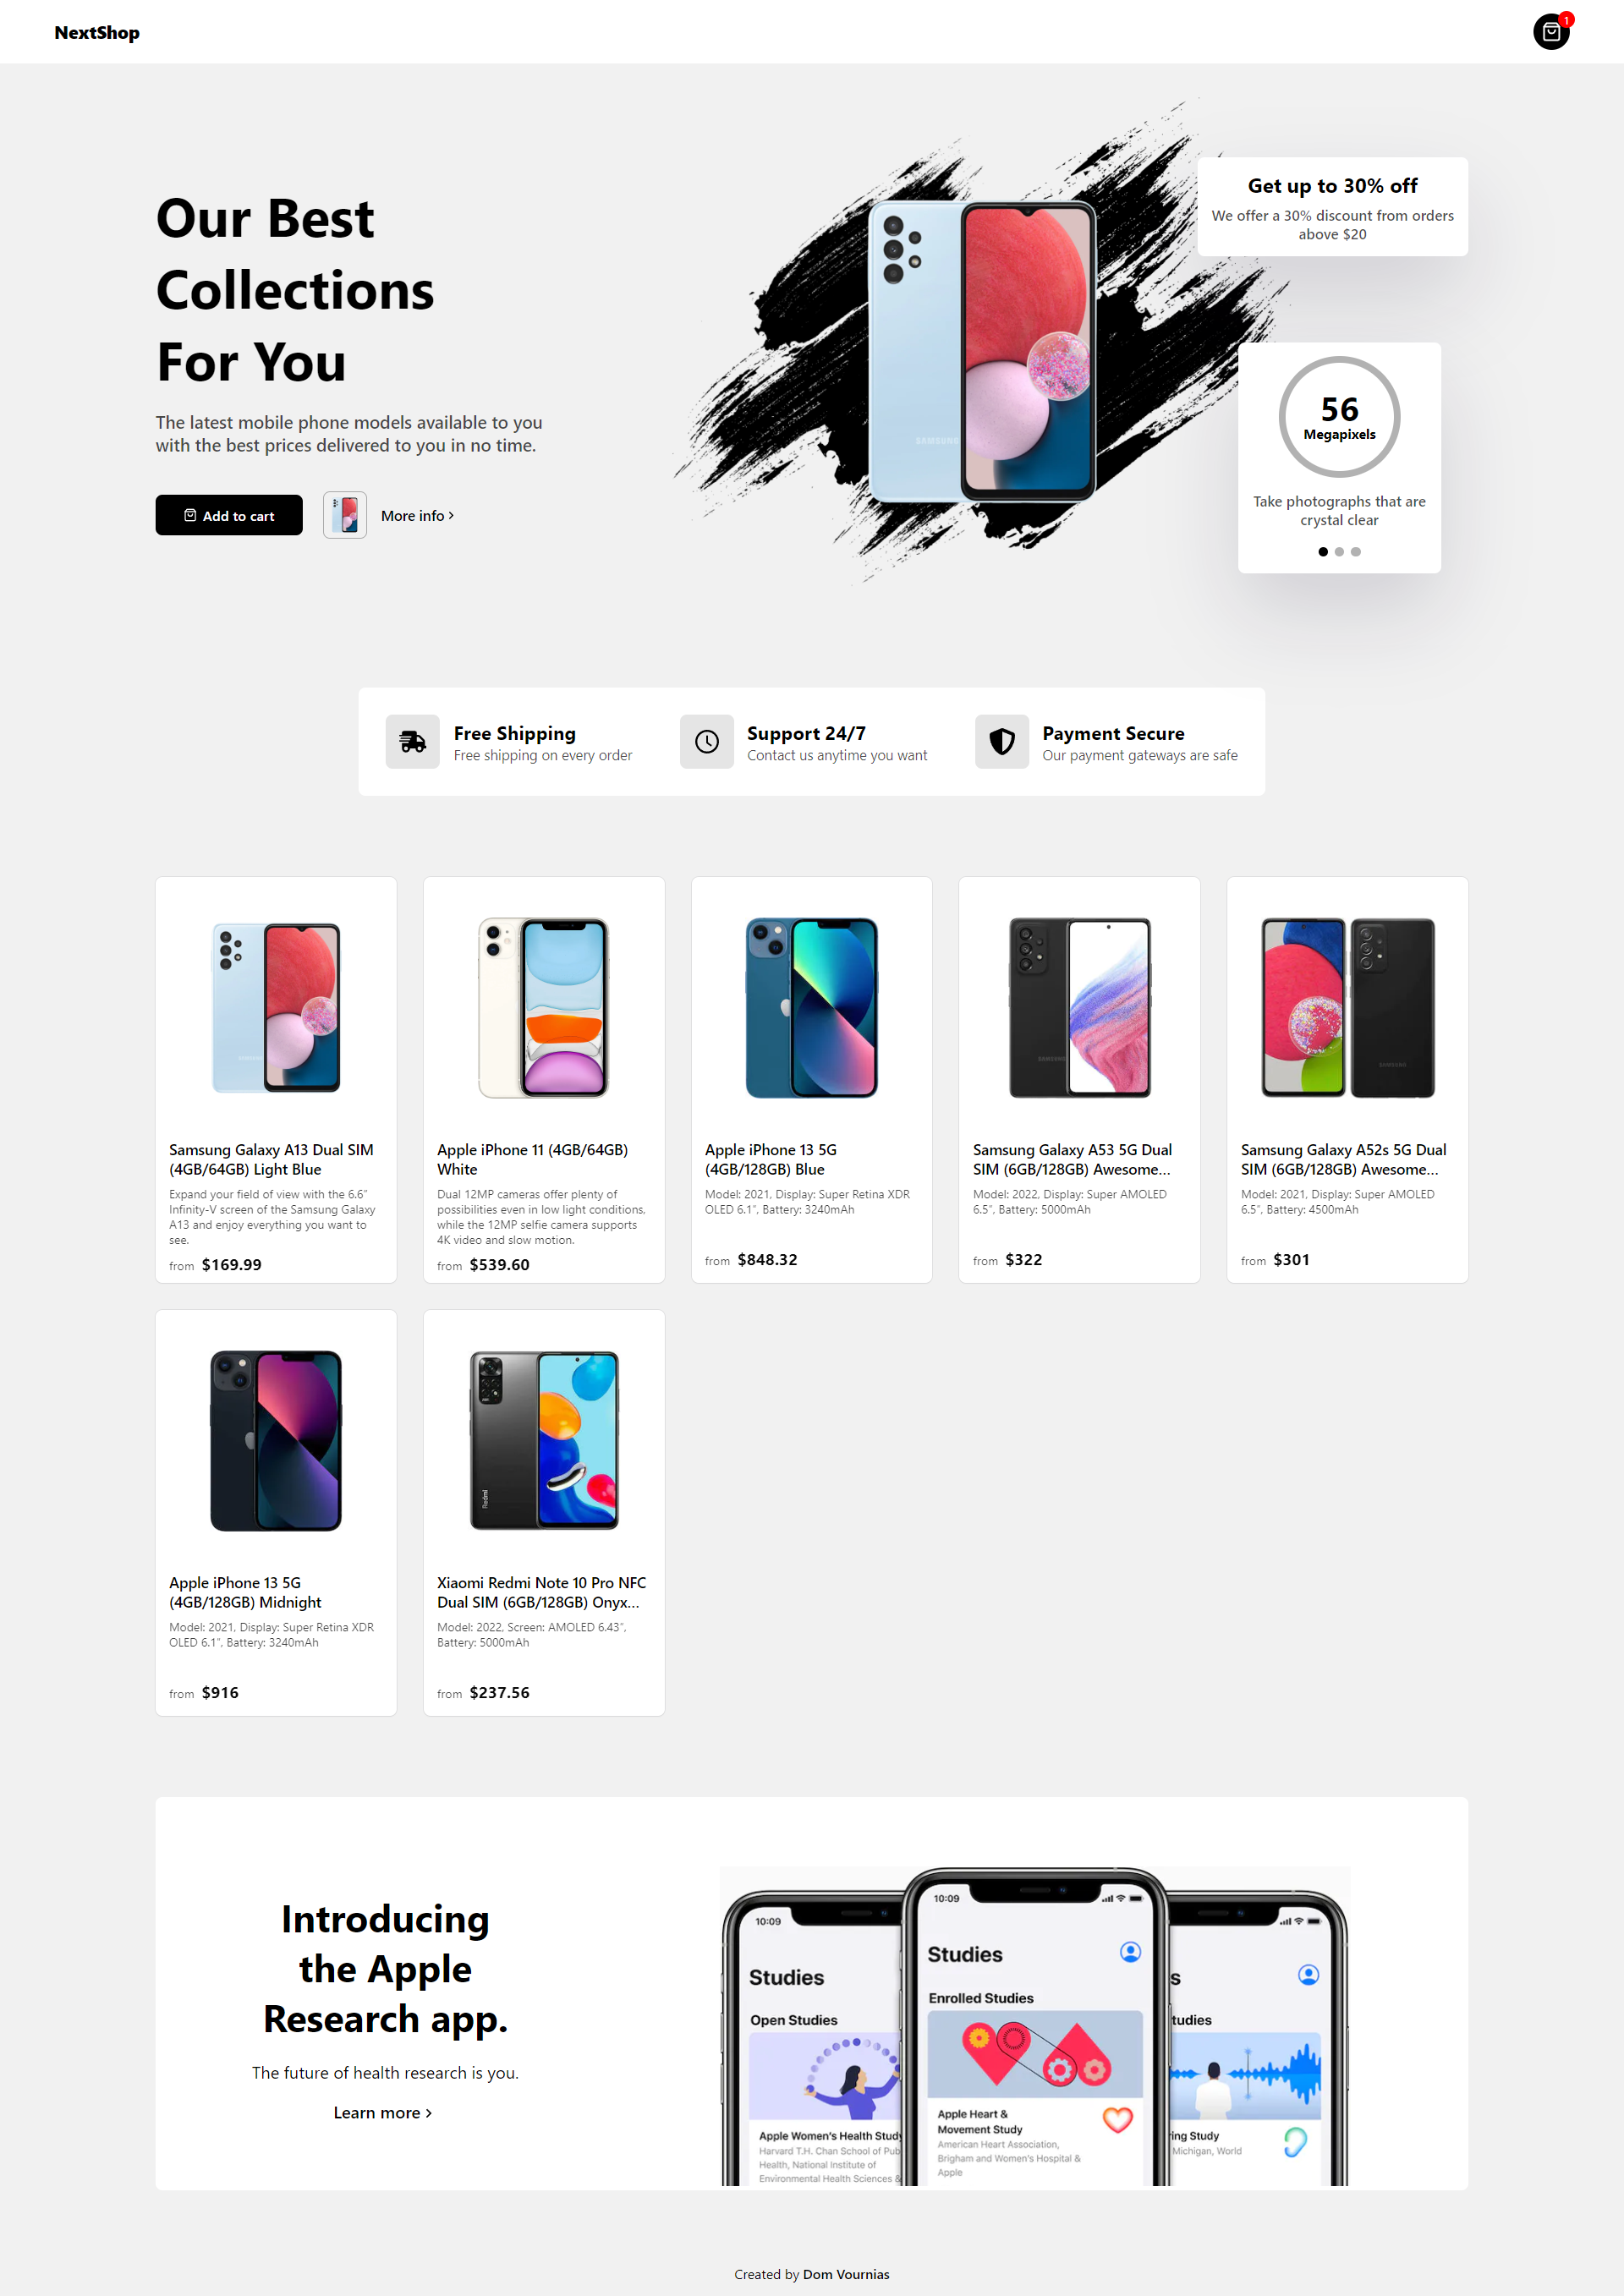 NextShop
1
Our Best
Collections
For You
The latest mobile phone models available to you
with the best prices delivered to you in no time.
Add to cart
More info
SAMSUNG
Get up to 30% off
We offer a 30% discount from orders
above $20
56
Megapixels
Take photographs that are
crystal clear
Free Shipping
Free shipping on every order
Support 24/7
Contact us anytime you want
Payment Secure
Our payment gateways are safe
SAMSUNG
Samsung Galaxy A13 Dual SIM
(4GB/64GB) Light Blue
Expand your field of view with the 6.6"
Infinity-V screen of the Samsung Galaxy
A13 and enjoy everything you want to
see.
from $169.99
Apple iPhone 11 (4GB/64GB)
White
Dual 12MP cameras offer plenty of
possibilities even in low light conditions,
while the 12MP selfie camera supports
4K video and slow motion.
from $539.60
Apple iPhone 13 5G
(4GB/128GB) Blue
Model: 2021, Display: Super Retina XDR
OLED 6.1", Battery: 3240mAh
from $848.32
SAMSUNG
Samsung Galaxy A53 5G Dual
SIM (6GB/128GB) Awesome...
Model: 2022, Display: Super AMOLED
6.5", Battery: 5000mAh
from $322
SAMSUNG
Samsung Galaxy A52s 5G Dual
SIM (6GB/128GB) Awesome...
Model: 2021, Display: Super AMOLED
6.5", Battery: 4500mAh
from $301
Apple iPhone 13 5G
(4GB/128GB) Midnight
Model: 2021, Display: Super Retina XDR
OLED 6.1", Battery: 3240mAh
from $916
Redmi
Xiaomi Redmi Note 10 Pro NFC
Dual SIM (6GB/128GB) Onyx...
Model: 2022, Screen: AMOLED 6.43",
Battery: 5000mAh
from $237.56
Introducing
the Apple
Research app.
The future of health research is you.
Learn more
10:09
Studies
Open Studies
Apple Women's Health Study
Harvard T.H. Chan School of Pub
Health, National Institute of
Environmental Health Sciences &
10:09
Studies
Enrolled Studies
Apple Heart &
Movement Study
American Heart Association,
Brigham and Women's Hospital &
Apple
s
tudies
ing Study
Michigan, World
Created by Dom Vournias